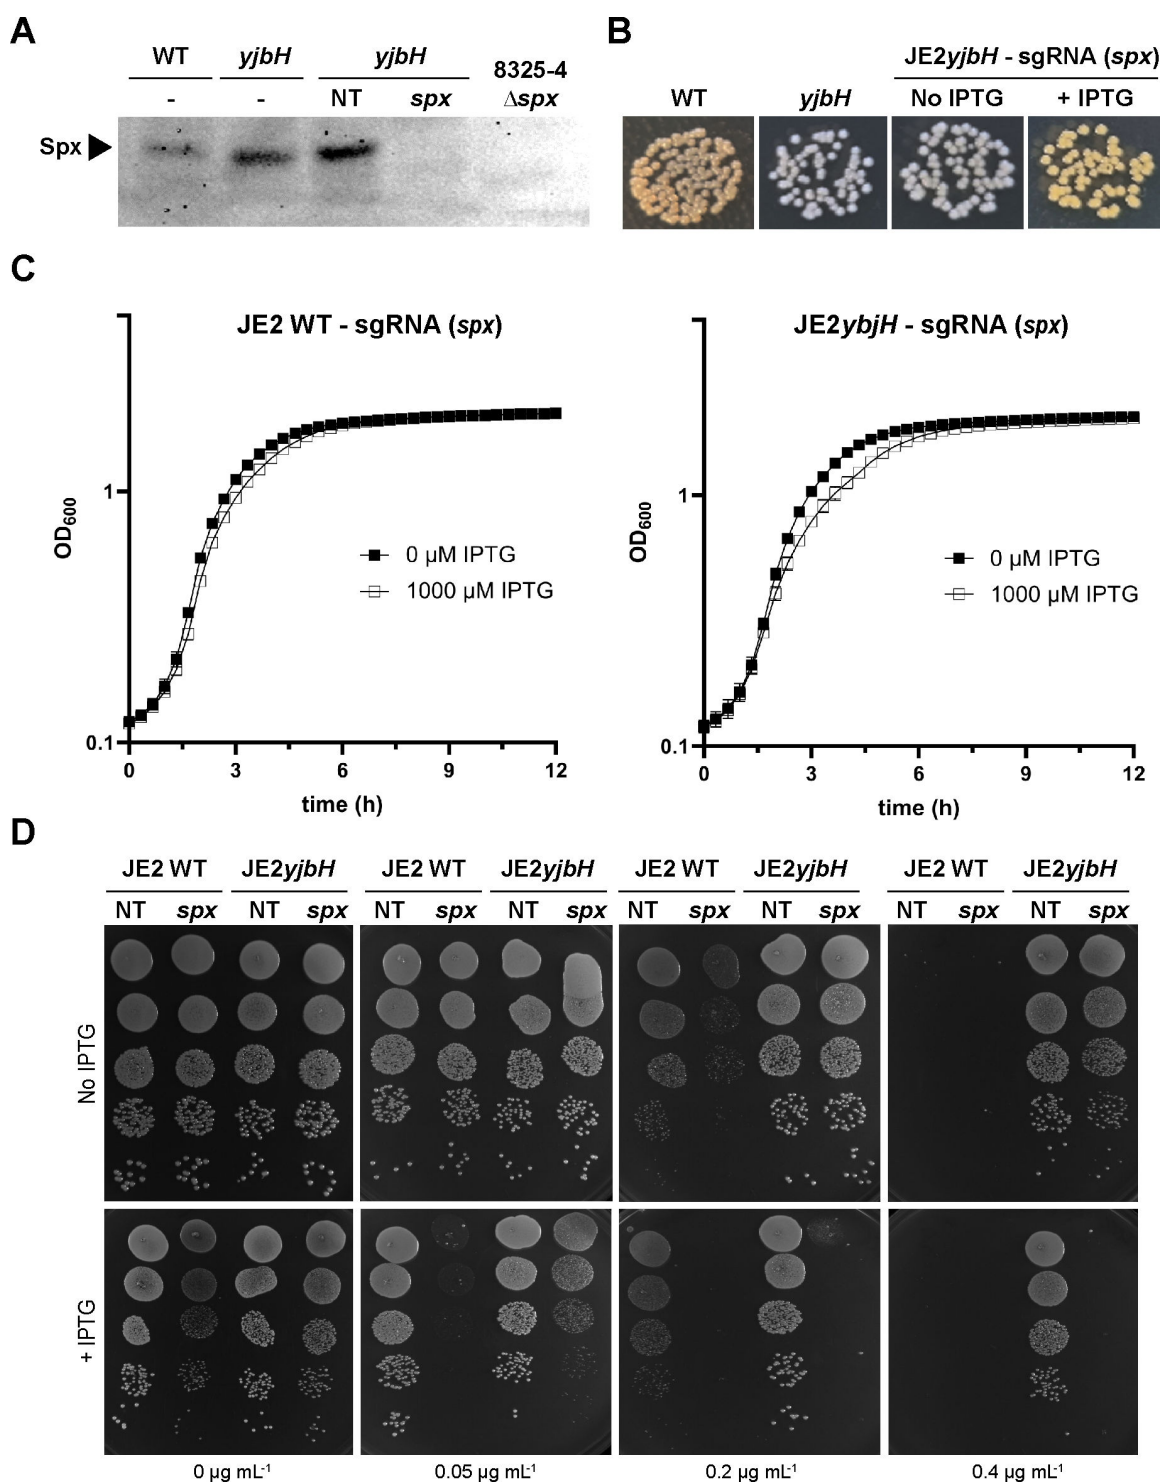 A
WT yjbH yjbH 8325-4
- - NT spx Δspx
Spx
B
JE2yjbH - sgRNA (spx)
WT yjbH No IPTG + IPTG
C
JE2 WT - sgRNA (spx)
OD600
1
0.1
0 µM IPTG
1000 µM IPTG
0 3 6 9 12
time (h)
JE2ybjH - sgRNA (spx)
OD600
1
0.1
0 µM IPTG
1000 µM IPTG
0 3 6 9 12
time (h)
D
JE2 WT JE2yjbH JE2 WT JE2yjbH JE2 WT JE2yjbH JE2 WT JE2yjbH
NT spx NT spx NT spx NT spx NT spx NT spx NT spx NT spx
No IPTG
+ IPTG
0 µg mL-1 0.05 µg mL-1 0.2 µg mL-1 0.4 µg mL-1